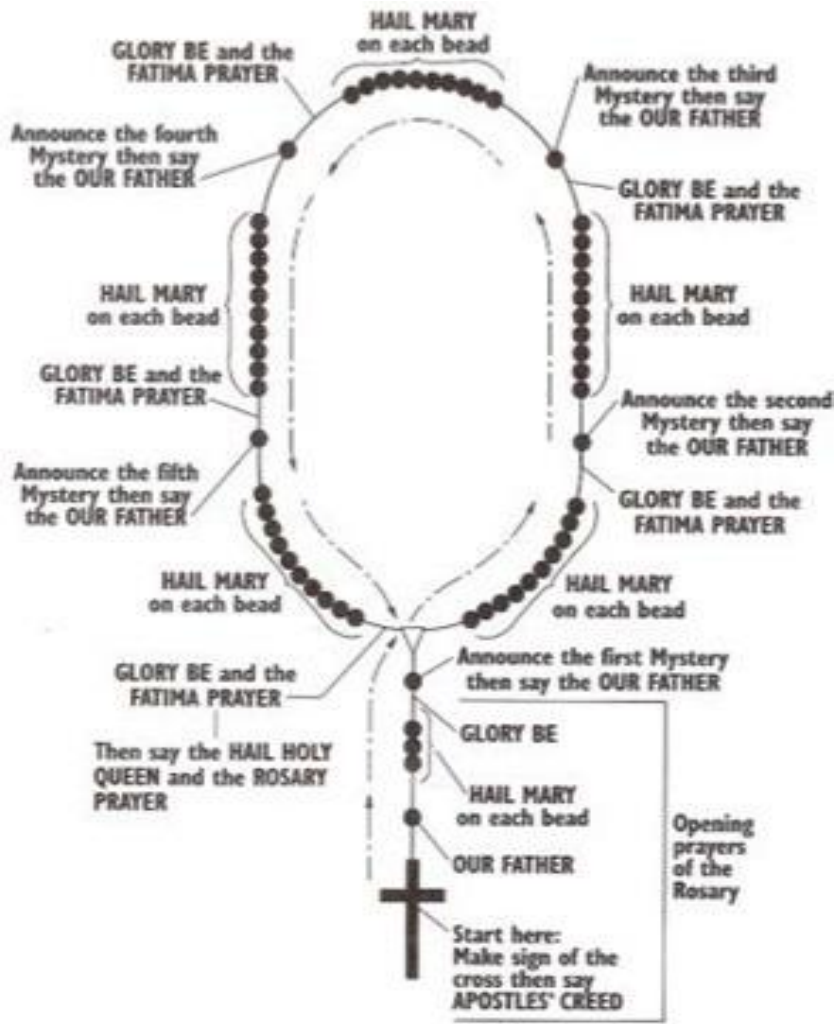 HAIL MARY
on each bead
GLORY BE and the
FATIMA PRAYER
Announce the third
Mystery then say
the OUR FATHER
Announce the fourth
Mystery then say
the OUR FATHER
GLORY BE and the
FATIMA PRAYER
HAIL MARY
on each bead
HAIL MARY
on each bead
GLORY BE and the
FATIMA PRAYER
Announce the second
Mystery then say
the OUR FATHER
Announce the fifth
Mystery then say
the OUR FATHER
GLORY BE and the
FATIMA PRAYER
HAIL MARY
on each bead
HAIL MARY
on each bead
Announce the first Mystery
then say the OUR FATHER
GLORY BE and the
FATIMA PRAYER
Then say the HAIL HOLY
QUEEN and the ROSARY
PRAYER
GLORY BE
HAIL MARY
on each bead
OUR FATHER
Opening
prayers
of the
Rosary
Start here:
Make sign of the
cross then say
APOSTLES' CREED